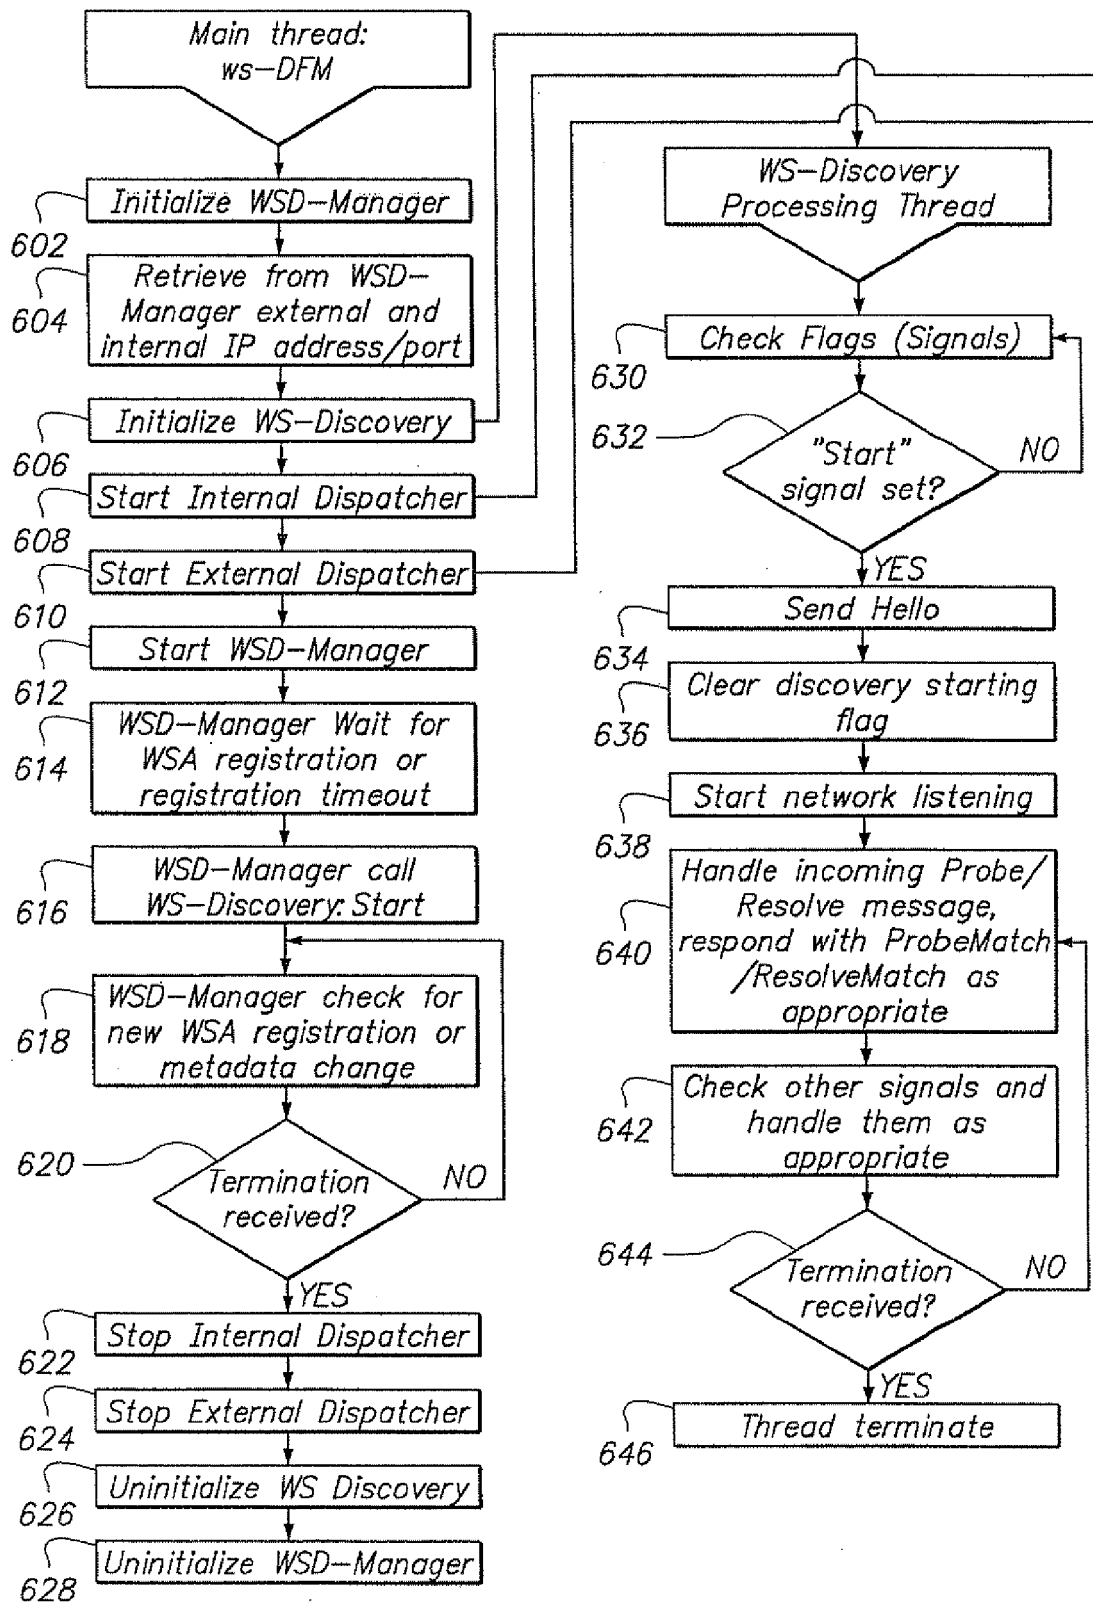 Main thread:
ws-DFM
Initialize WSD-Manager
602
Retrieve from WSD-
Manager external and
internal IP address/port
604
Initialize WS-Discovery
606
Start Internal Dispatcher
608
Start External Dispatcher
610
Start WSD-Manager
612
WSD-Manager Wait for
WSA registration or
registration timeout
614
WSD-Manager call
WS-Discovery: Start
616
WSD-Manager check for
new WSA registration or
metadata change
618
Termination
received?
620
NO
YES
Stop Internal Dispatcher
622
Stop External Dispatcher
624
Uninitialize WS Discovery
626
Uninitialize WSD-Manager
628
WS-Discovery
Processing Thread
Check Flags (Signals)
630
"Start"
signal set?
632
NO
YES
Send Hello
634
Clear discovery starting
flag
636
Start network listening
638
Handle incoming Probe/
Resolve message,
respond with ProbeMatch
/ResolveMatch as
appropriate
640
Check other signals and
handle them as
appropriate
642
Termination
received?
644
NO
YES
Thread terminate
646